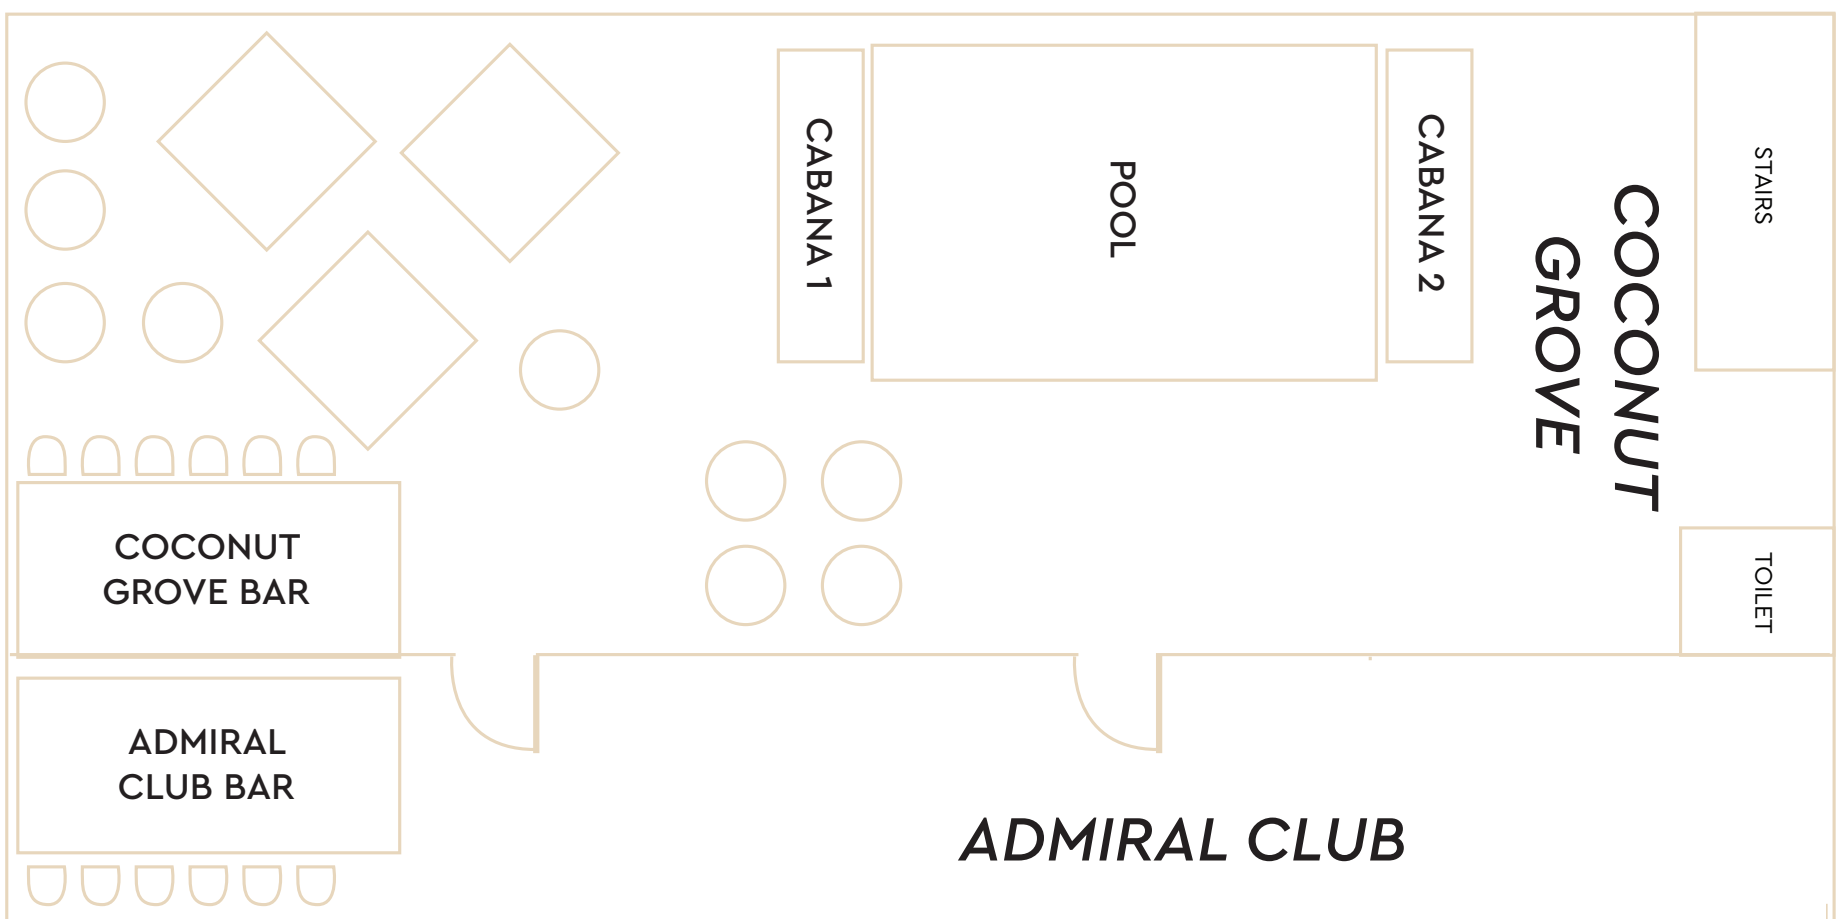 CABANA 1
POOL
CABANA 2
COCONUT
GROVE
STAIRS
TOILET
COCONUT
GROVE BAR
ADMIRAL
CLUB BAR
ADMIRAL CLUB